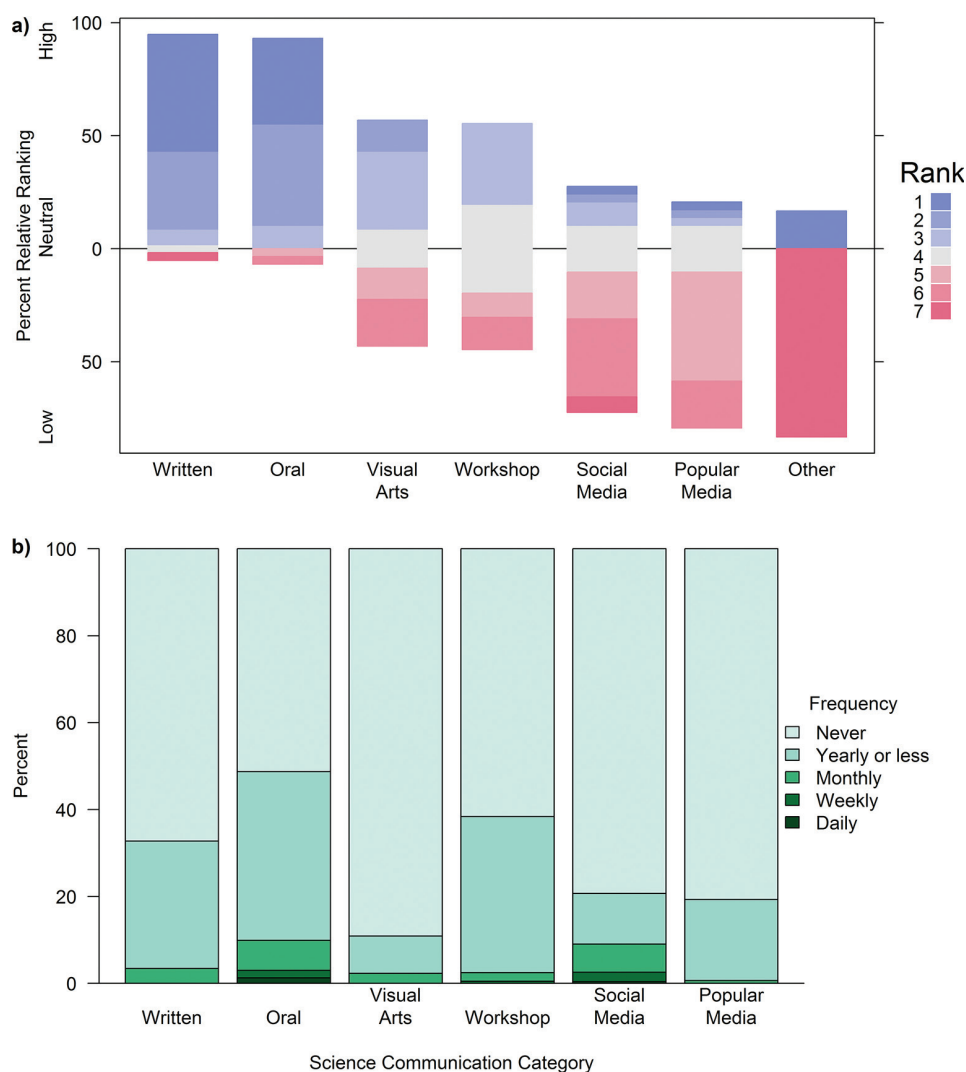 a)
High
Percent Relative Ranking
Neutral
Low
100
50
0
50
Written
Oral
Visual
Arts
Workshop
Social
Media
Popular
Media
Other
Rank
1
2
3
4
5
6
7
b)
Percent
100
80
60
40
20
0
Written
Oral
Visual
Arts
Workshop
Social
Media
Popular
Media
Frequency
Never
Yearly or less
Monthly
Weekly
Daily
Science Communication Category